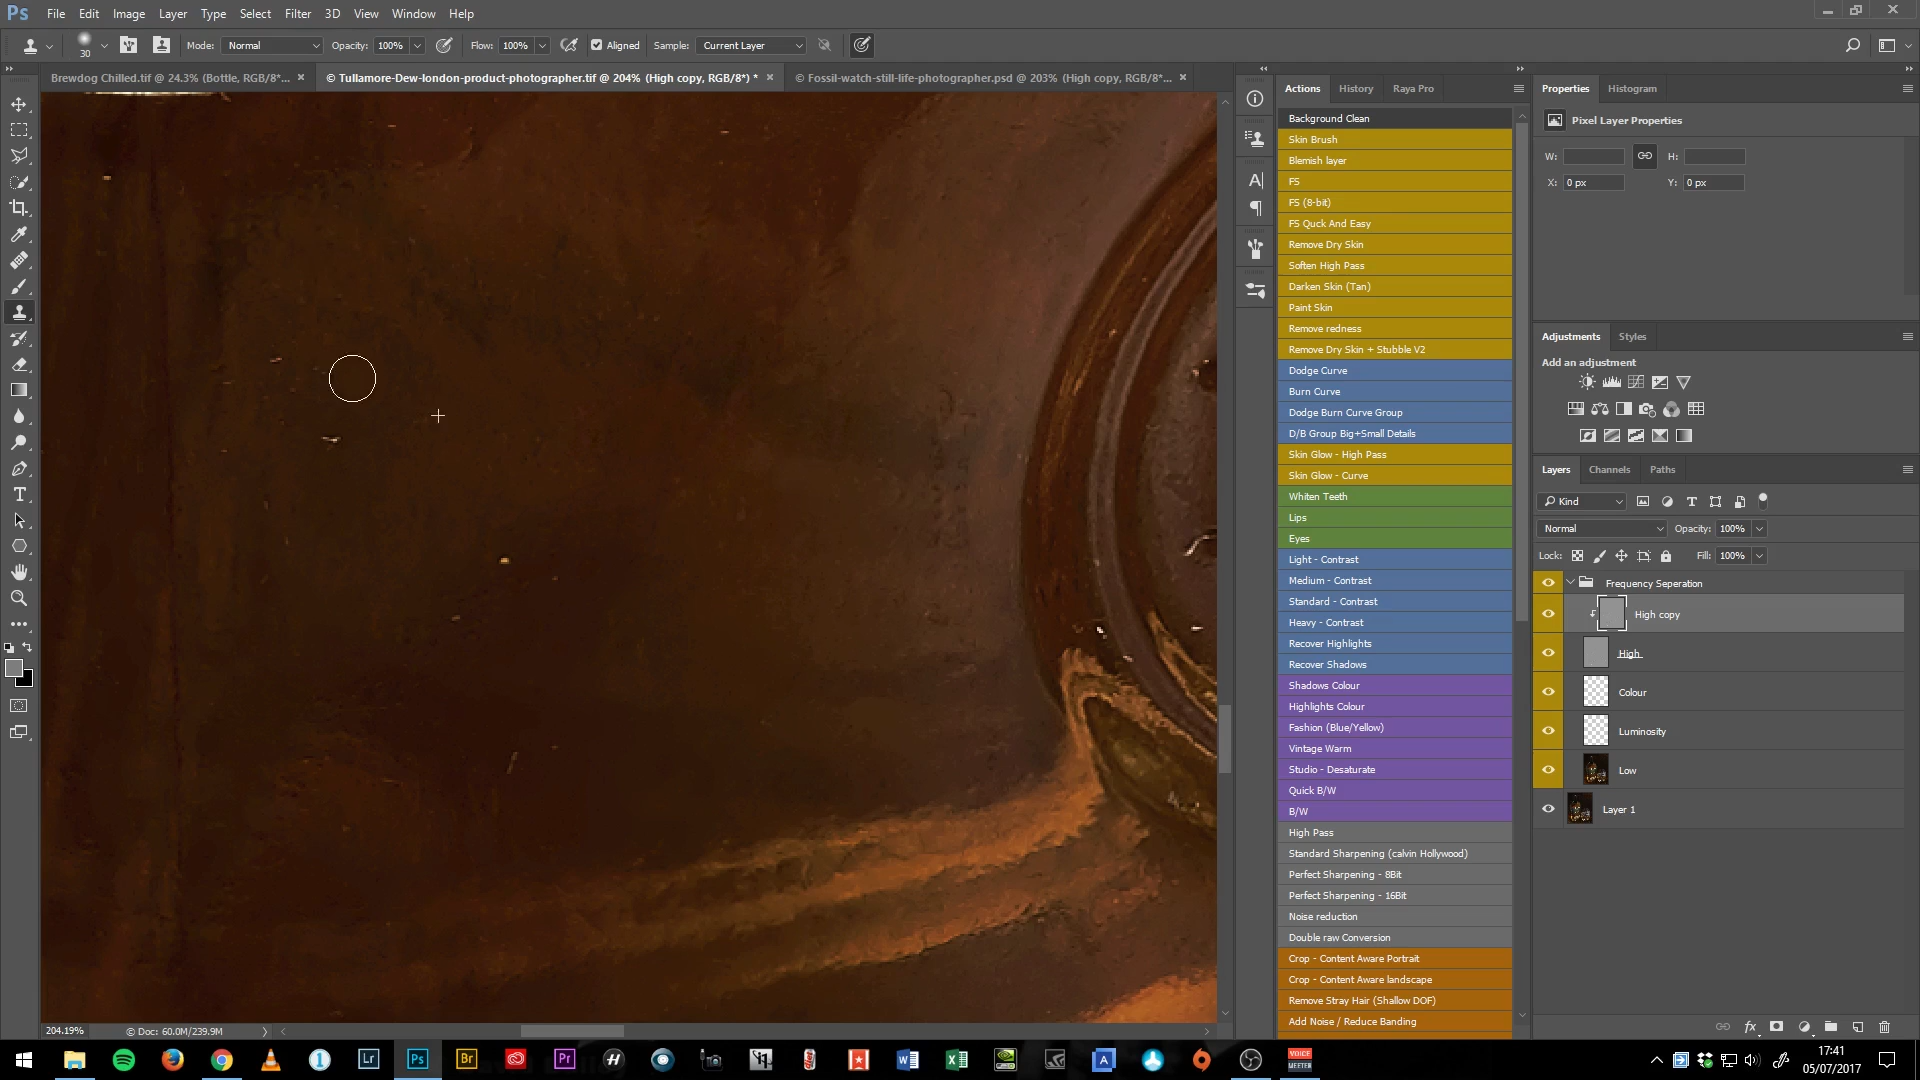 Ps File Edit Image Layer Type Select Filter 3D View Window Help
30 Mode: Normal Opacity: 100% Flow: 100% Aligned Sample: Current Layer
Brewdog Chilled.tif @ 24.3% (Bottle, RGB/8*... × © Tullamore-Dew-london-product-photographer.tif @ 204% (High copy, RGB/8*) * × © Fossil-watch-still-life-photographer.psd @ 203% (High copy, RGB/8*... ×
Actions History Raya Pro
Background Clean
Skin Brush
Blemish layer
FS
FS (8-bit)
FS Quck And Easy
Remove Dry Skin
Soften High Pass
Darken Skin (Tan)
Paint Skin
Remove redness
Remove Dry Skin + Stubble V2
Dodge Curve
Burn Curve
Dodge Burn Curve Group
D/B Group Big+Small Details
Skin Glow - High Pass
Skin Glow - Curve
Whiten Teeth
Lips
Eyes
Light - Contrast
Medium - Contrast
Standard - Contrast
Heavy - Contrast
Recover Highlights
Recover Shadows
Shadows Colour
Highlights Colour
Fashion (Blue/Yellow)
Vintage Warm
Studio - Desaturate
Quick B/W
B/W
High Pass
Standard Sharpening (calvin Hollywood)
Perfect Sharpening - 8Bit
Perfect Sharpening - 16Bit
Noise reduction
Double raw Conversion
Crop - Content Aware Portrait
Crop - Content Aware landscape
Remove Stray Hair (Shallow DOF)
Add Noise / Reduce Banding
Properties Histogram
Pixel Layer Properties
W: H:
X: 0 px Y: 0 px
Adjustments Styles
Add an adjustment
Layers Channels Paths
Kind
Normal Opacity: 100%
Lock: Fill: 100%
Frequency Seperation
High copy
High
Colour
Luminosity
Low
Layer 1
fx
204.19% © Doc: 60.0M/239.9M
Lr Ps Br Pr
VOICE MEETER
17:41
05/07/2017